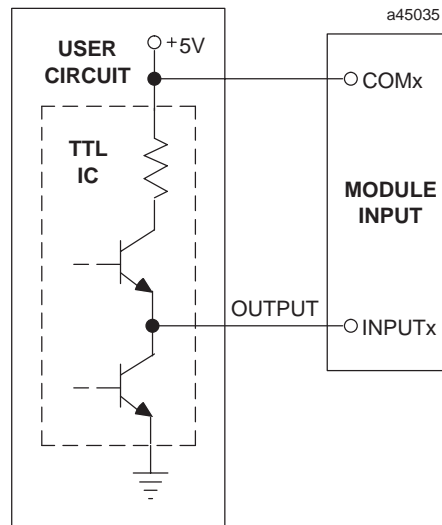 a45035
USER
CIRCUIT
+5V
COMx
TTL
IC
MODULE
INPUT
OUTPUT
INPUTx